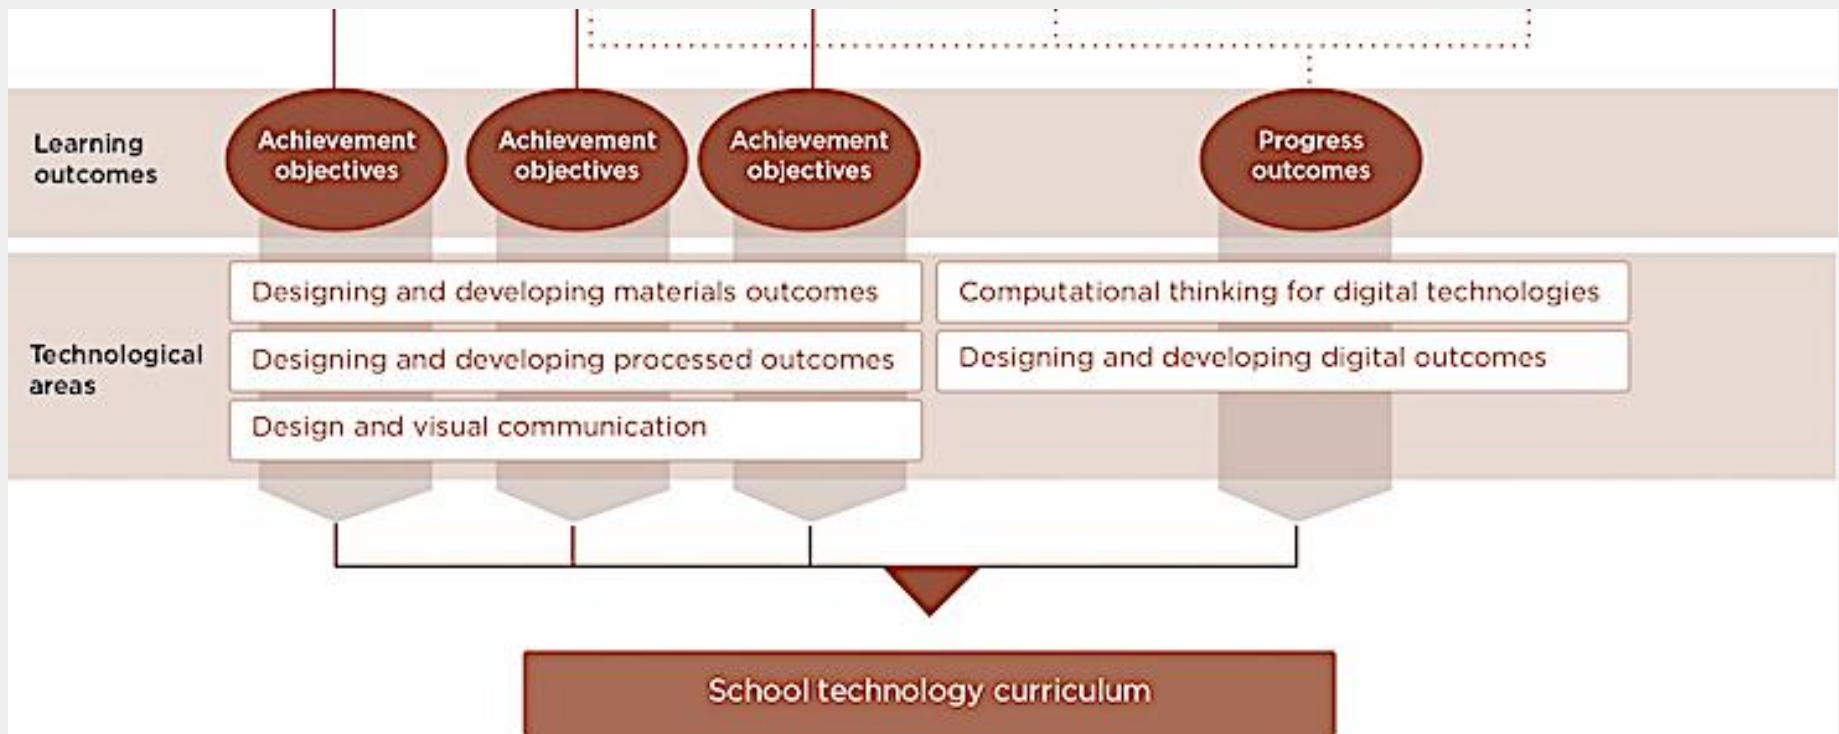 Learning
outcomes
Achievement
objectives
Achievement
objectives
Achievement
objectives
Progress
outcomes
Technological
areas
Designing and developing materials outcomes
Designing and developing processed outcomes
Design and visual communication
Computational thinking for digital technologies
Designing and developing digital outcomes
School technology curriculum